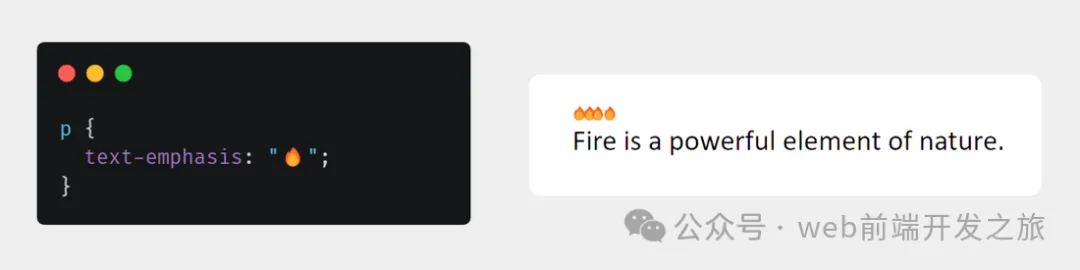 p {
  text-emphasis: "🔥";
}
🔥🔥🔥🔥
Fire is a powerful element of nature.
公众号 · web前端开发之旅